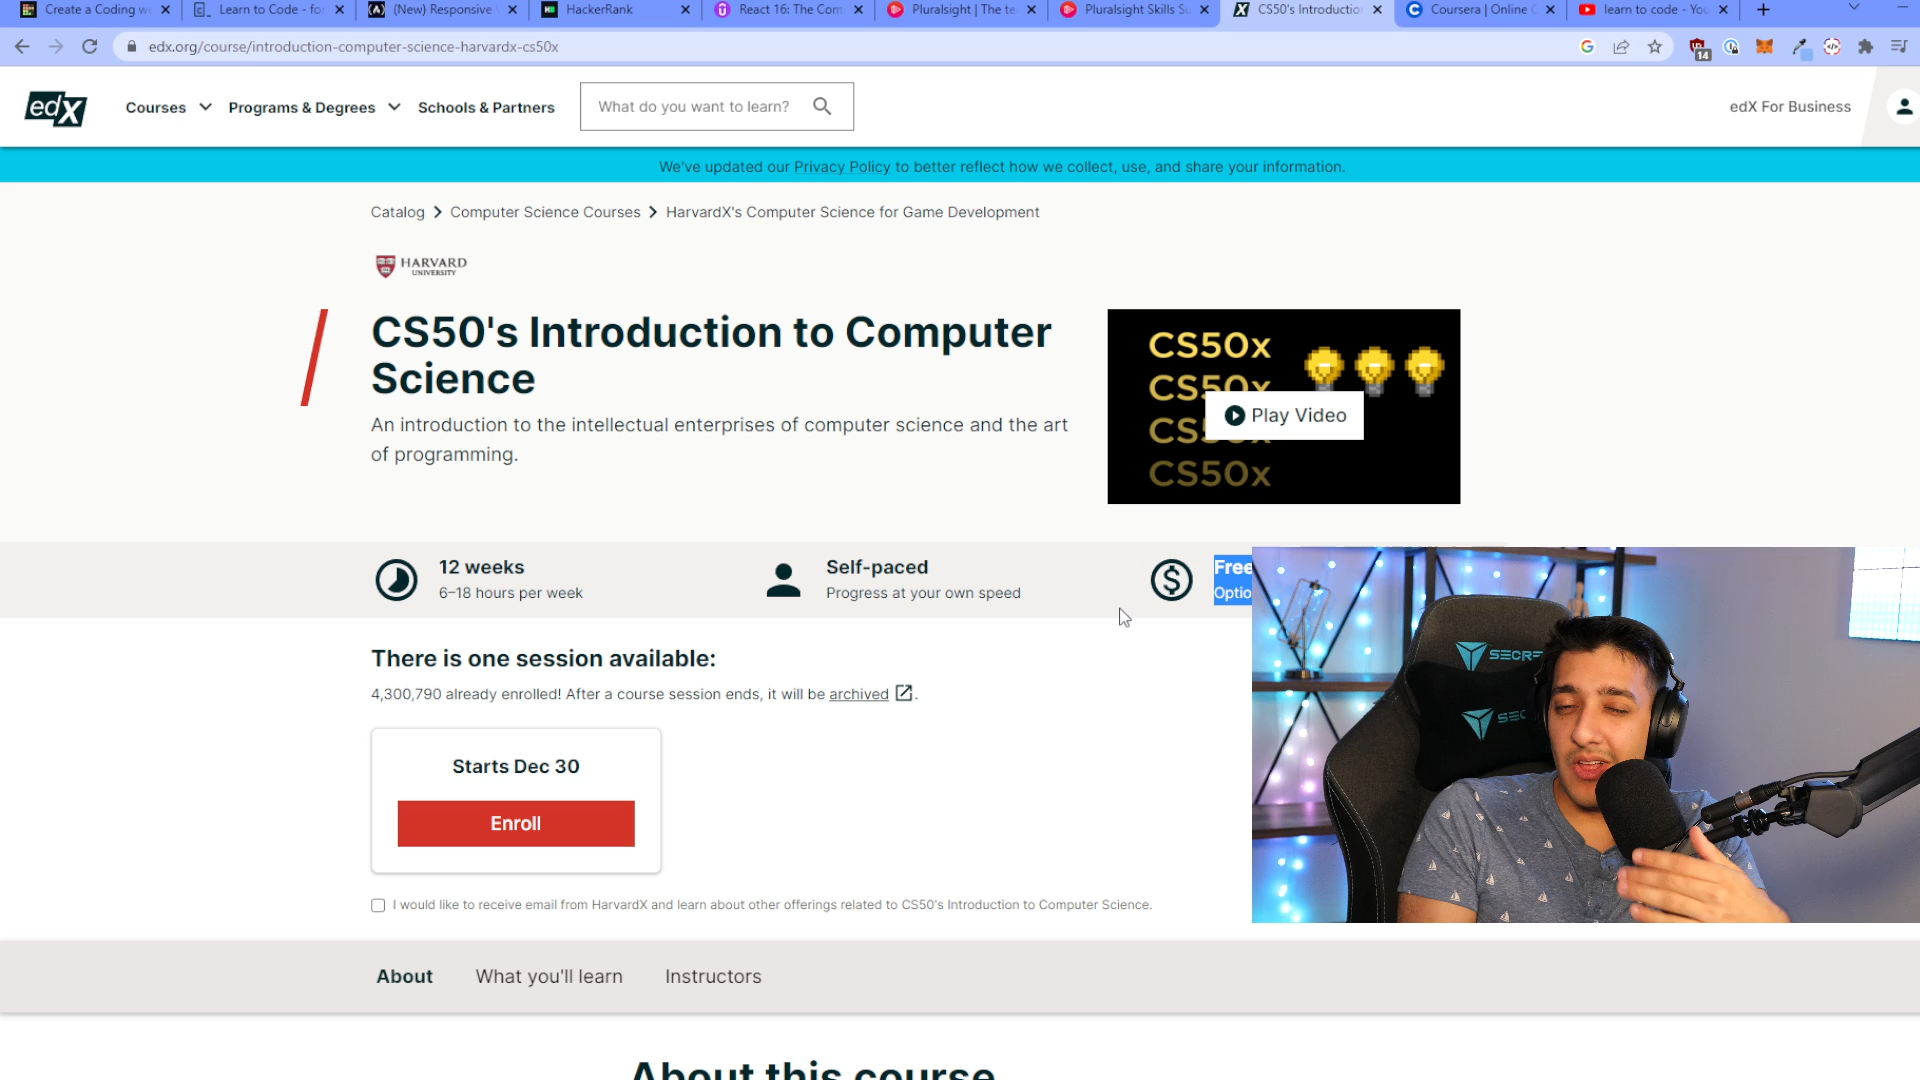 Create a Coding w
Learn to Code - fo
(New) Responsive
HackerRank
React 16: The Com
Pluralsight | The te
Pluralsight Skills S
CS50's Introductio
Coursera | Online
learn to code - You
edx.org/course/introduction-computer-science-harvardx-cs50x
14
edX
Courses
Programs & Degrees
Schools & Partners
What do you want to learn?
edX For Business
We've updated our Privacy Policy to better reflect how we collect, use, and share your information.
Catalog > Computer Science Courses > HarvardX's Computer Science for Game Development
HARVARD
UNIVERSITY
CS50's Introduction to Computer
Science
An introduction to the intellectual enterprises of computer science and the art
of programming.
CS50x
CS50x
Play Video
CS50x
12 weeks
6–18 hours per week
Self-paced
Progress at your own speed
Free
Optio
There is one session available:
4,300,790 already enrolled! After a course session ends, it will be archived.
Starts Dec 30
Enroll
I would like to receive email from HarvardX and learn about other offerings related to CS50's Introduction to Computer Science.
SECRE
SEC
About
What you'll learn
Instructors
About this course